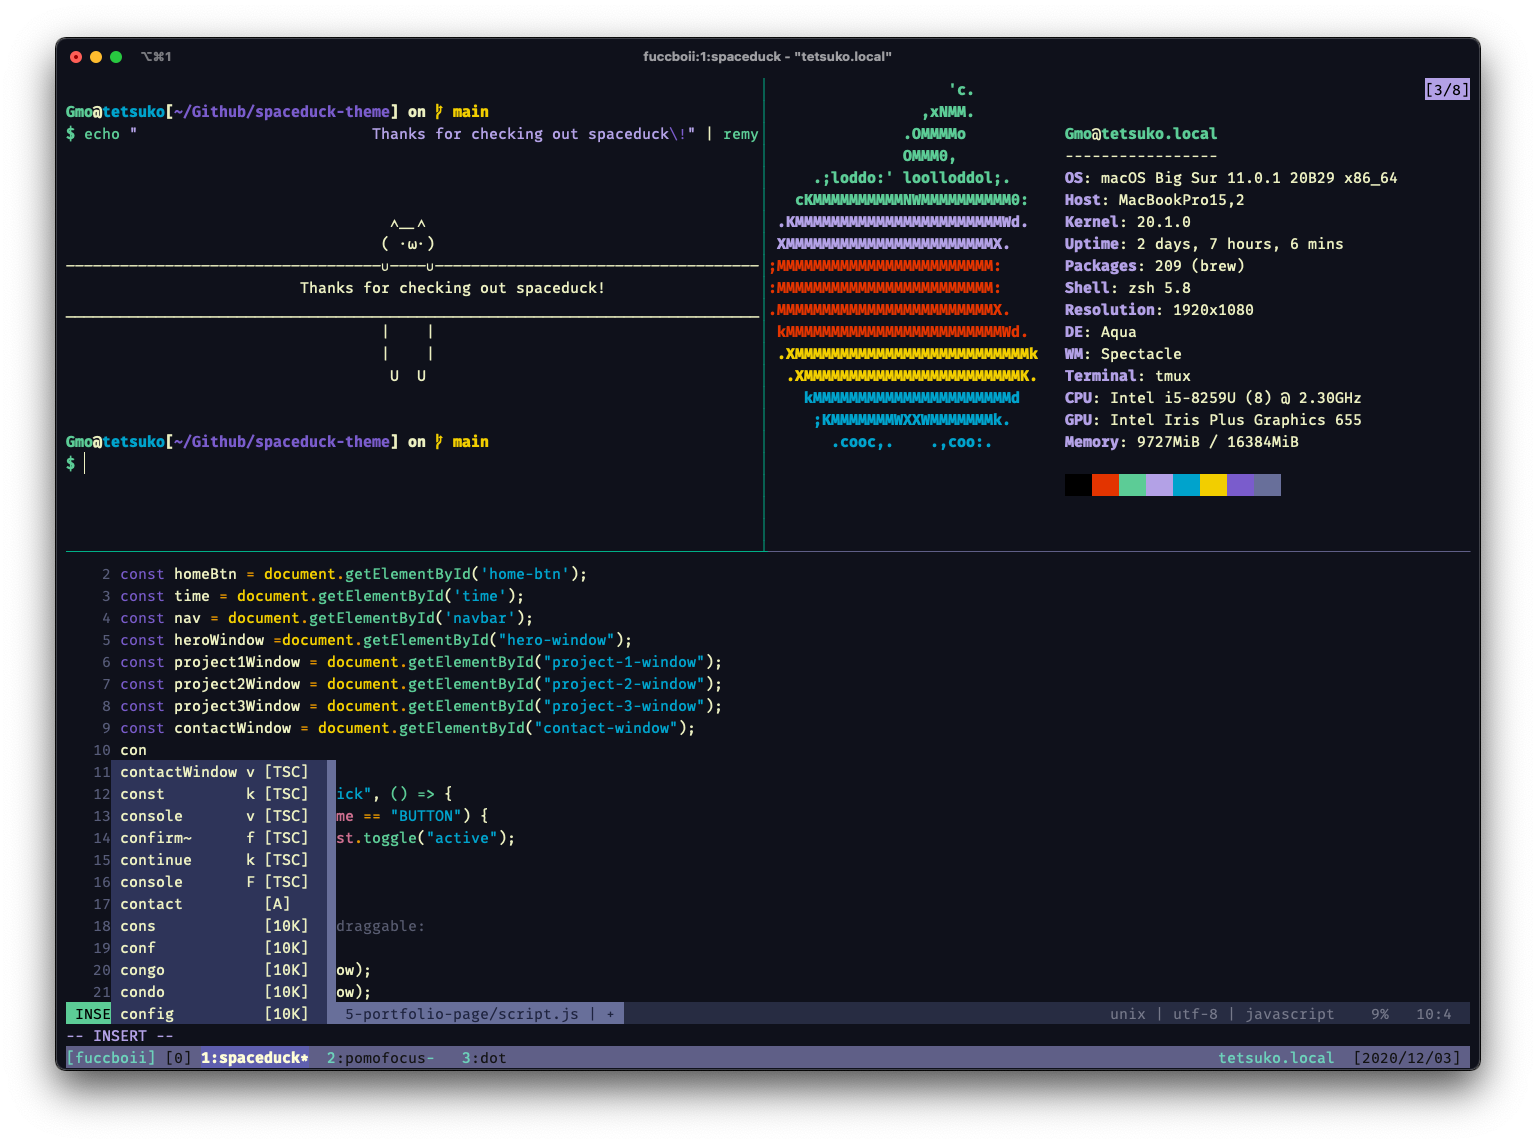 ⌥⌘1
fuccboii:1:spaceduck - "tetsuko.local"
Gmo@tetsuko[~/Github/spaceduck-theme] on main
$ echo "                          Thanks for checking out spaceduck\!" | remy
^__^
( ·ω·)
─────∪────∪─────
Thanks for checking out spaceduck!
|    |
|    |
U  U
Gmo@tetsuko[~/Github/spaceduck-theme] on main
$
[3/8]
                    'c.
                 ,xNMM.
               .OMMMMo
               OMMM0,
     .;loddo:' loolloddol;.
   cKMMMMMMMMMMNWMMMMMMMMMM0:
 .KMMMMMMMMMMMMMMMMMMMMMMMWd.
 XMMMMMMMMMMMMMMMMMMMMMMMX.
;MMMMMMMMMMMMMMMMMMMMMMMM:
:MMMMMMMMMMMMMMMMMMMMMMMM:
.MMMMMMMMMMMMMMMMMMMMMMMMX.
 kMMMMMMMMMMMMMMMMMMMMMMMMWd.
 .XMMMMMMMMMMMMMMMMMMMMMMMMMMk
  .XMMMMMMMMMMMMMMMMMMMMMMMMK.
    kMMMMMMMMMMMMMMMMMMMMMMd
     ;KMMMMMMMWXXWMMMMMMMk.
       .cooc,.    .,coo:.
Gmo@tetsuko.local
-----------------
OS: macOS Big Sur 11.0.1 20B29 x86_64
Host: MacBookPro15,2
Kernel: 20.1.0
Uptime: 2 days, 7 hours, 6 mins
Packages: 209 (brew)
Shell: zsh 5.8
Resolution: 1920x1080
DE: Aqua
WM: Spectacle
Terminal: tmux
CPU: Intel i5-8259U (8) @ 2.30GHz
GPU: Intel Iris Plus Graphics 655
Memory: 9727MiB / 16384MiB
2 const homeBtn = document.getElementById('home-btn');
3 const time = document.getElementById('time');
4 const nav = document.getElementById('navbar');
5 const heroWindow =document.getElementById("hero-window");
6 const project1Window = document.getElementById("project-1-window");
7 const project2Window = document.getElementById("project-2-window");
8 const project3Window = document.getElementById("project-3-window");
9 const contactWindow = document.getElementById("contact-window");
10 con
11 contactWindow v [TSC]
12 const         k [TSC]   ick", () => {
13 console       v [TSC]   me == "BUTTON") {
14 confirm~      f [TSC]   st.toggle("active");
15 continue      k [TSC]
16 console       F [TSC]
17 contact         [A]
18 cons            [10K]   draggable:
19 conf            [10K]
20 congo           [10K]   ow);
21 condo           [10K]   ow);
INSE config          [10K]    5-portfolio-page/script.js | +    unix | utf-8 | javascript    9%   10:4
-- INSERT --
[fuccboii] [0] 1:spaceduck*  2:pomofocus-   3:dot    tetsuko.local  [2020/12/03]